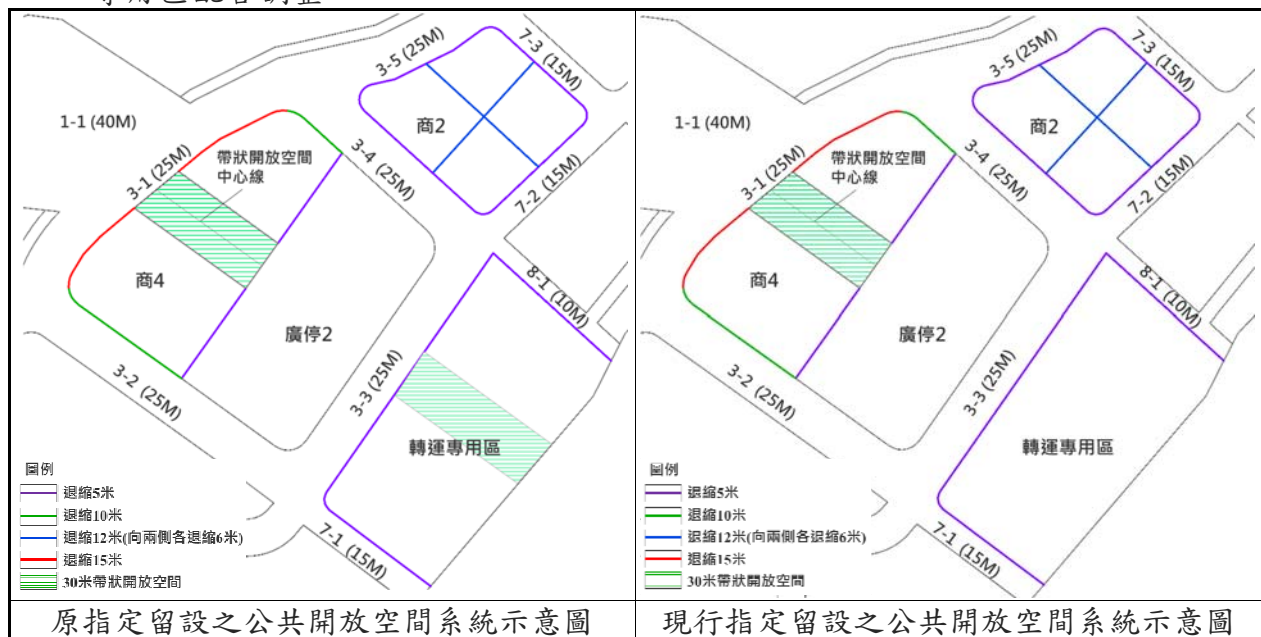 專用區配合調整
3-5 (25M)
7-3 (15M)
1-1 (40M)
商2
帶狀開放空間
中心線
3-1 (25M)
3-4 (25M)
7-2 (15M)
商4
8-1 (10M)
廣停2
3-2 (25M)
3-3 (25M)
轉運專用區
7-1 (15M)
圖例
退縮5米
退縮10米
退縮12米(向兩側各退縮6米)
退縮15米
30米帶狀開放空間
原指定留設之公共開放空間系統示意圖
3-5 (25M)
7-3 (15M)
1-1 (40M)
商2
帶狀開放空間
中心線
3-1 (25M)
3-4 (25M)
7-2 (15M)
商4
8-1 (10M)
廣停2
3-2 (25M)
3-3 (25M)
轉運專用區
7-1 (15M)
圖例
退縮5米
退縮10米
退縮12米(向兩側各退縮6米)
退縮15米
30米帶狀開放空間
現行指定留設之公共開放空間系統示意圖